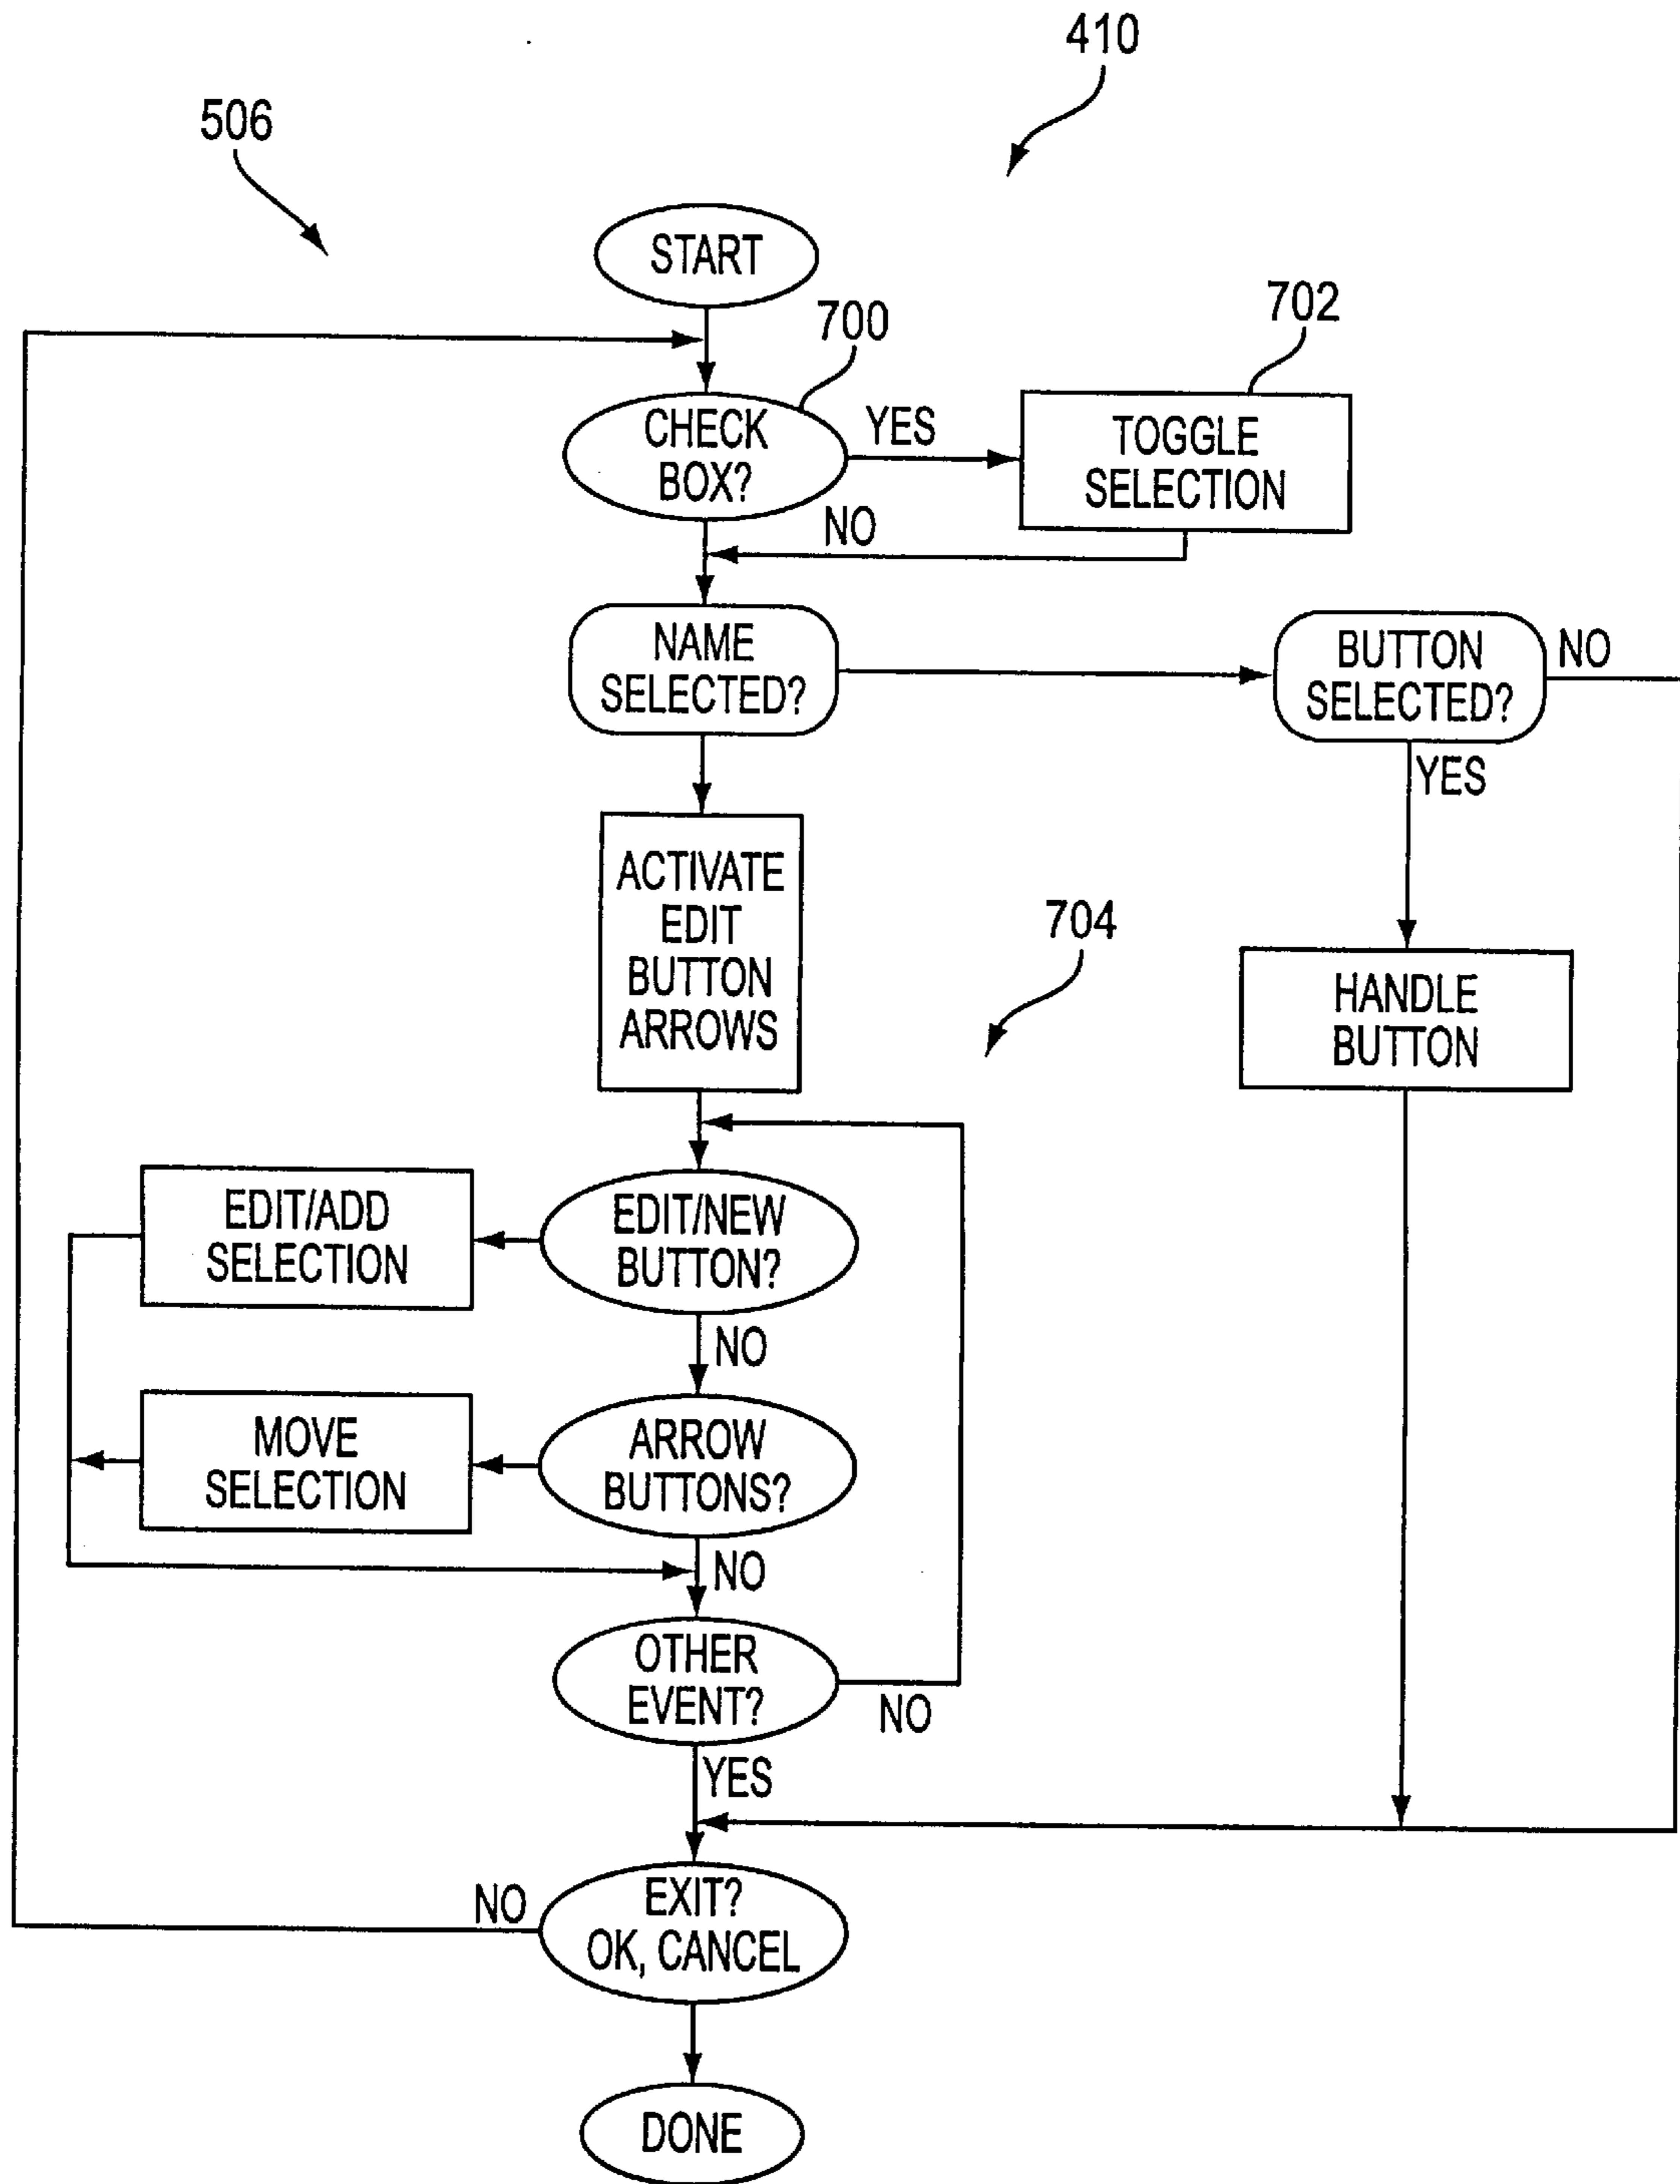 410
506
START
700
702
CHECK
BOX?
YES
TOGGLE
SELECTION
NO
NAME
SELECTED?
BUTTON
SELECTED?
NO
YES
ACTIVATE
EDIT
BUTTON
ARROWS
704
HANDLE
BUTTON
EDIT/ADD
SELECTION
EDIT/NEW
BUTTON?
NO
MOVE
SELECTION
ARROW
BUTTONS?
NO
OTHER
EVENT?
NO
YES
NO
EXIT?
OK, CANCEL
DONE